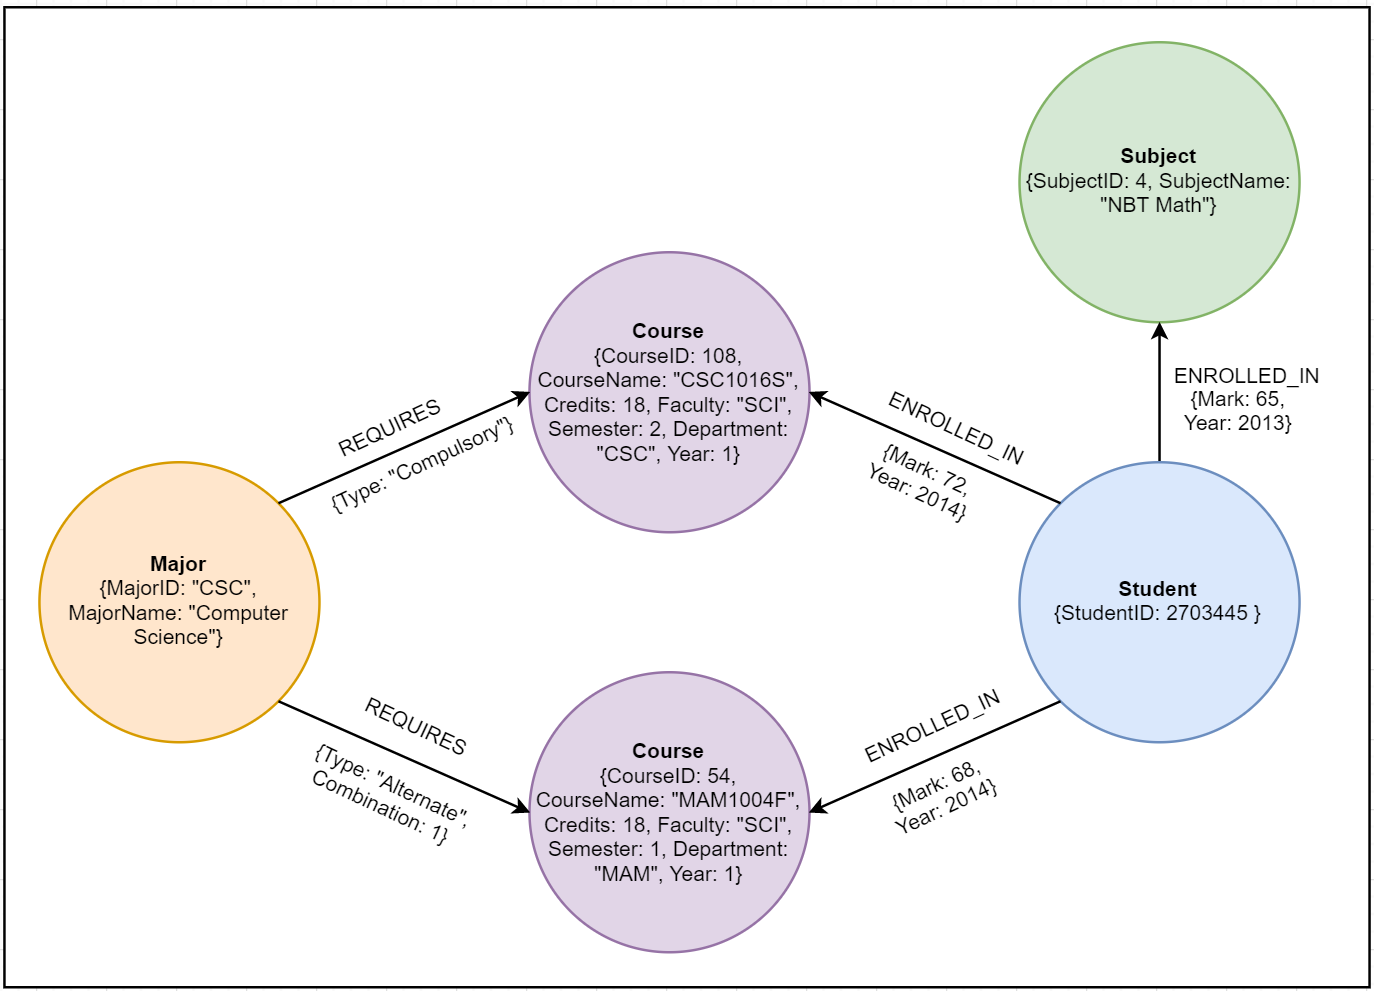 Subject
{SubjectID: 4, SubjectName:
"NBT Math"}
Course
{CourseID: 108,
CourseName: "CSC1016S",
Credits: 18, Faculty: "SCI",
Semester: 2, Department:
"CSC", Year: 1}
ENROLLED_IN
{Mark: 65,
Year: 2013}
REQUIRES
{Type: "Compulsory"}
ENROLLED_IN
{Mark: 72,
Year: 2014}
Major
{MajorID: "CSC",
MajorName: "Computer
Science"}
Student
{StudentID: 2703445 }
REQUIRES
{Type: "Alternate",
Combination: 1}
Course
{CourseID: 54,
CourseName: "MAM1004F",
Credits: 18, Faculty: "SCI",
Semester: 1, Department:
"MAM", Year: 1}
ENROLLED_IN
{Mark: 68,
Year: 2014}